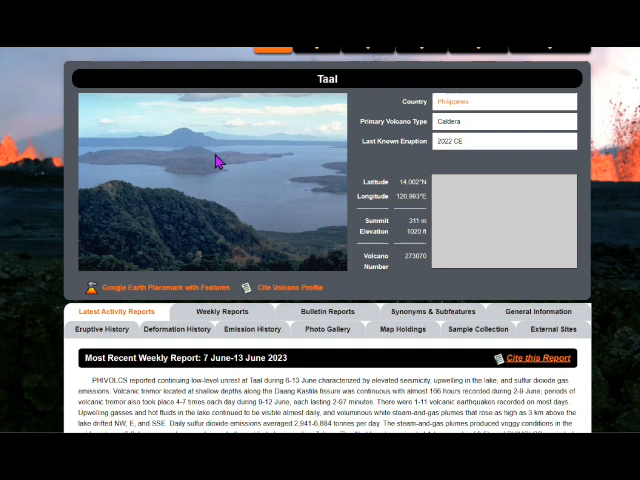 Taal
Country Philippines
Primary Volcano Type Caldera
Last Known Eruption 2022 CE
Latitude 14.002°N
Longitude 120.993°E
Summit 311 m
Elevation 1020 ft
Volcano 273070
Number
Google Earth Placemark with Features Cite Volcano Profile
Latest Activity Reports Weekly Reports Bulletin Reports Synonyms & Subfeatures General Information
Eruptive History Deformation History Emission History Photo Gallery Map Holdings Sample Collection External Sites
Most Recent Weekly Report: 7 June-13 June 2023 Cite this Report
PHIVOLCS reported continuing low-level unrest at Taal during 6-13 June characterized by elevated seismicity, upwelling in the lake, and sulfur dioxide gas
emissions. Volcanic tremor located at shallow depths along the Daang Kastila fissure was continuous with almost 166 hours recorded during 2-9 June; periods of
volcanic tremor also took place 4-7 times each day during 9-12 June, each lasting 2-97 minutes. There were 1-11 volcanic earthquakes recorded on most days.
Upwelling gasses and hot fluids in the lake continued to be visible almost daily, and voluminous white steam-and-gas plumes that rose as high as 3 km above the
lake drifted NW, E, and SSE. Daily sulfur dioxide emissions averaged 2,941-6,884 tonnes per day. The steam-and-gas plumes produced voggy conditions in the